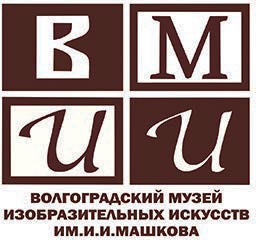 В М
И И
ВОЛГОГРАДСКИЙ МУЗЕЙ
ИЗОБРАЗИТЕЛЬНЫХ ИСКУССТВ
ИМ.И.И.МАШКОВА